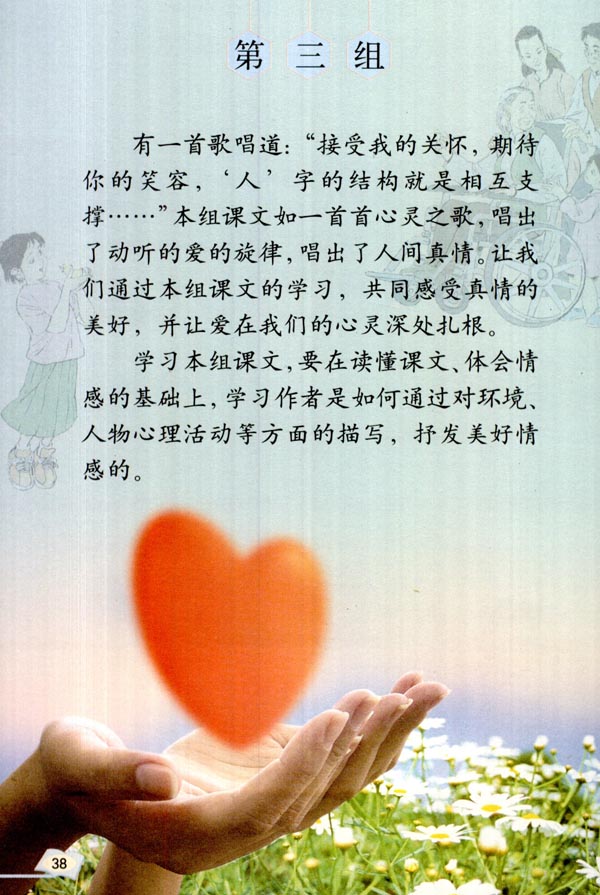 第三组
有一首歌唱道：“接受我的关怀，期待
你的笑容，‘人’字的结构就是相互支
撑……”本组课文如一首首心灵之歌，唱出
了动听的爱的旋律，唱出了人间真情。让我
们通过本组课文的学习，共同感受真情的
美好，并让爱在我们的心灵深处扎根。
学习本组课文，要在读懂课文、体会情
感的基础上，学习作者是如何通过对环境、
人物心理活动等方面的描写，抒发美好情
感的。
38